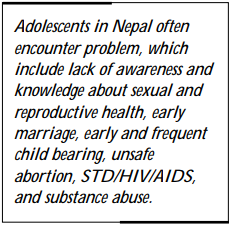 Adolescents in Nepal often
encounter problem, which
include lack of awareness and
knowledge about sexual and
reproductive health, early
marriage, early and frequent
child bearing, unsafe
abortion, STD/HIV/AIDS,
and substance abuse.